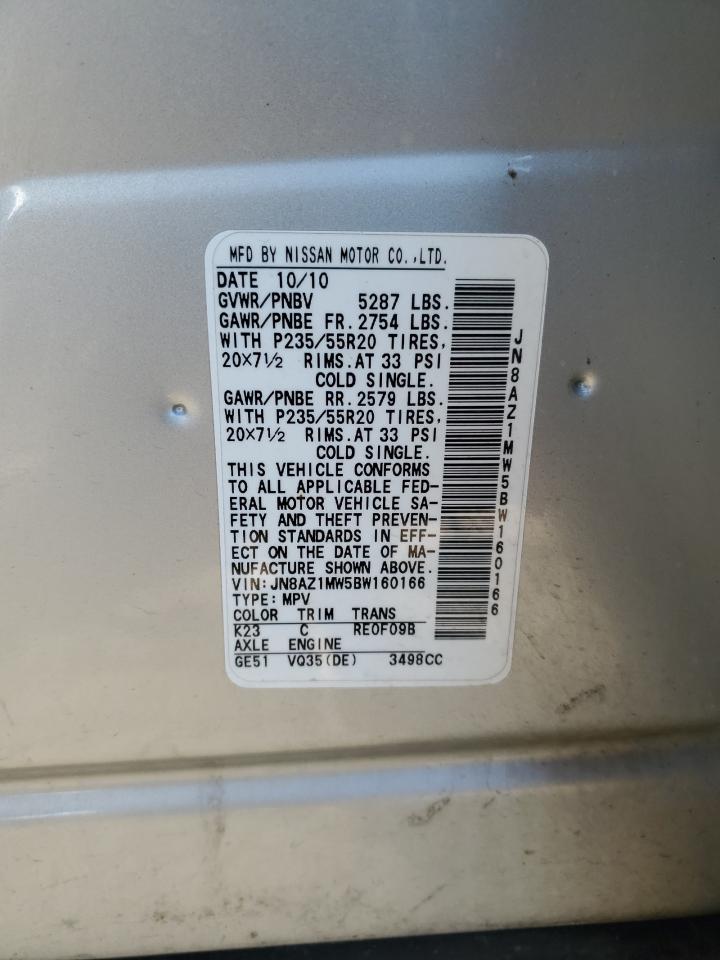 MFD BY NISSAN MOTOR CO.,LTD.
DATE 10/10
GVWR/PNBV 5287 LBS.
GAWR/PNBE FR. 2754 LBS.
WITH P235/55R20 TIRES,
20×7½ RIMS.AT 33 PSI
COLD SINGLE.
GAWR/PNBE RR. 2579 LBS.
WITH P235/55R20 TIRES,
20×7½ RIMS.AT 33 PSI
COLD SINGLE.
THIS VEHICLE CONFORMS
TO ALL APPLICABLE FED-
ERAL MOTOR VEHICLE SA-
FETY AND THEFT PREVEN-
TION STANDARDS IN EFF-
ECT ON THE DATE OF MA-
NUFACTURE SHOWN ABOVE.
VIN:JN8AZ1MW5BW160166
TYPE:MPV
COLOR TRIM TRANS
K23 C RE0F09B
AXLE ENGINE
GE51 VQ35(DE) 3498CC
JN8AZ1MW5BW160166